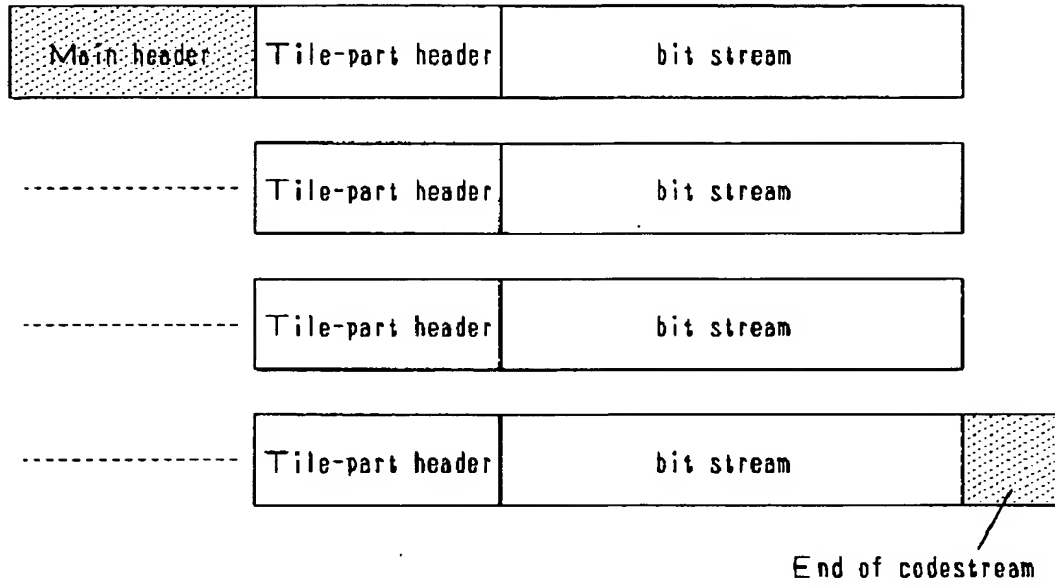 Main header Tile-part header bit stream
Tile-part header bit stream
Tile-part header bit stream
Tile-part header bit stream
End of codestream